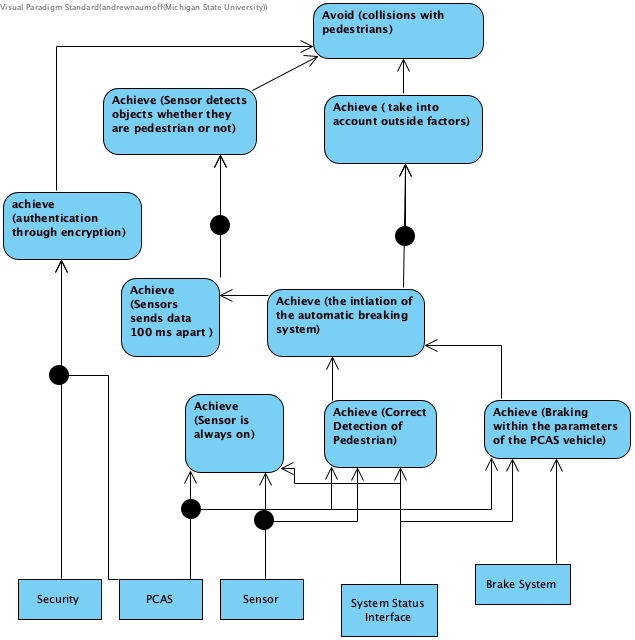 Visual Paradigm Standard(andrewnaumoff(Michigan State University))
Avoid (collisions with
pedestrians)
Achieve (Sensor detects
objects whether they
are pedestrian or not)
Achieve ( take into
account outside factors)
achieve
(authentication
through encryption)
Achieve
(Sensors
sends data
100 ms apart )
Achieve (the intiation of
the automatic breaking
system)
Achieve
(Sensor is
always on)
Achieve (Correct
Detection of
Pedestrian)
Achieve (Braking
within the parameters
of the PCAS vehicle)
Security
PCAS
Sensor
System Status
Interface
Brake System